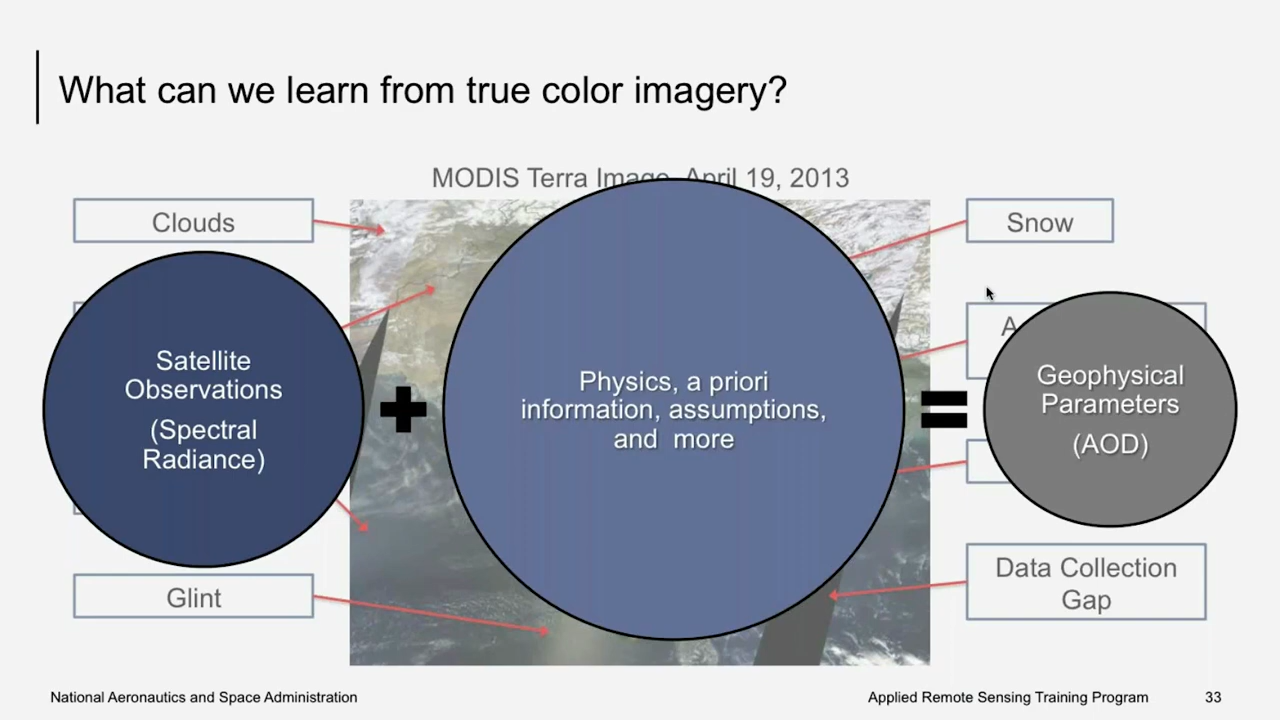 What can we learn from true color imagery?
MODIS Terra Image, April 19, 2013
Clouds
Snow
Satellite
Observations
(Spectral
Radiance)
Physics, a priori
information, assumptions,
and more
Geophysical
Parameters
(AOD)
Glint
Data Collection
Gap
National Aeronautics and Space Administration
Applied Remote Sensing Training Program
33